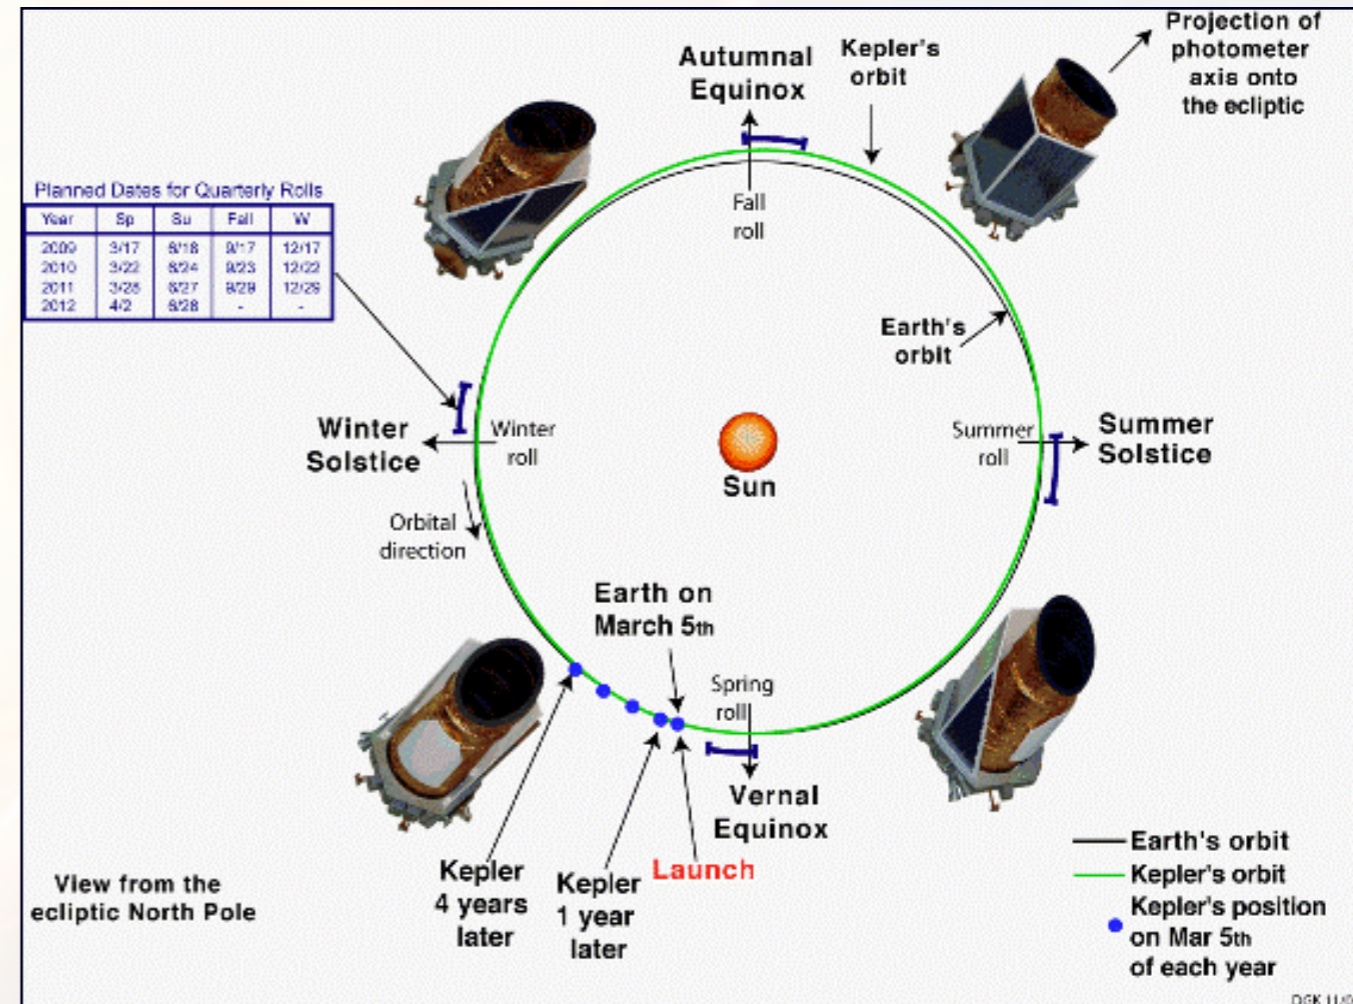 Projection of
photometer
axis onto
the ecliptic
Kepler's
orbit
Autumnal
Equinox
Fall
roll
Planned Dates for Quarterly Rolls
Year Sp Su Fall W
2009 3/17 6/18 9/17 12/17
2010 3/22 6/24 9/23 12/22
2011 3/28 6/27 9/29 12/29
2012 4/2 6/28 - -
Earth's
orbit
Winter
Solstice
Winter
roll
Sun
Summer
roll
Summer
Solstice
Orbital
direction
Earth on
March 5th
Spring
roll
Vernal
Equinox
Kepler
4 years
later
Kepler
1 year
later
Launch
View from the
ecliptic North Pole
Earth's orbit
Kepler's orbit
Kepler's position
on Mar 5th
of each year
DGK